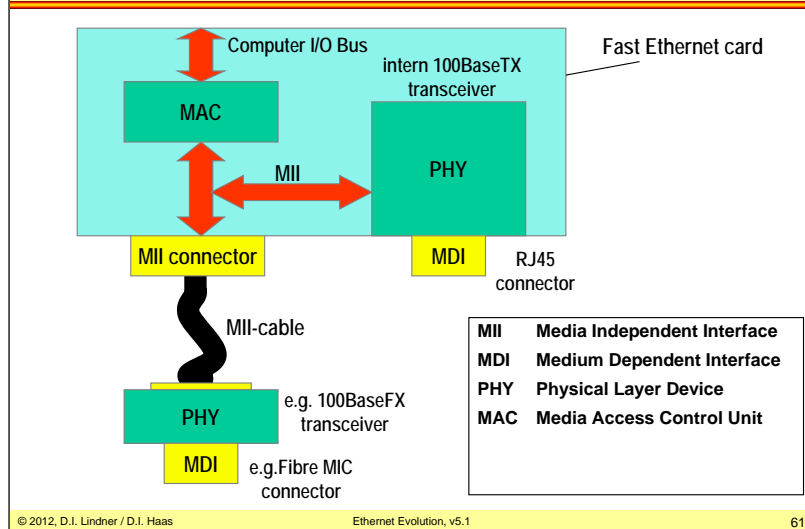 Computer I/O Bus
Fast Ethernet card
intern 100BaseTX
transceiver
MAC
MII
PHY
MII connector
MDI
RJ45
connector
MII-cable
MII Media Independent Interface
MDI Medium Dependent Interface
PHY Physical Layer Device
MAC Media Access Control Unit
PHY
e.g. 100BaseFX
transceiver
MDI
e.g.Fibre MIC
connector
© 2012, D.I. Lindner / D.I. Haas
Ethernet Evolution, v5.1
61